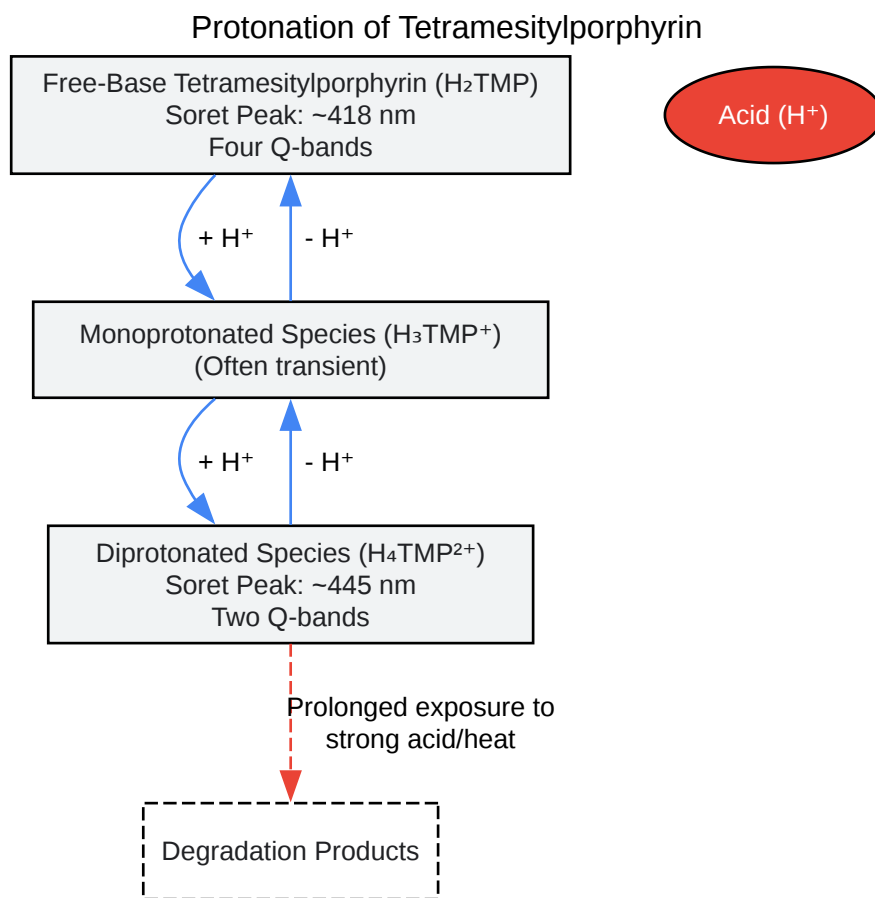 Protonation of Tetramesitylporphyrin
Free-Base Tetramesitylporphyrin (H₂TMP)
Soret Peak: ~418 nm
Four Q-bands
Acid (H⁺)
+ H⁺
- H⁺
Monoprotonated Species (H₃TMP⁺)
(Often transient)
+ H⁺
- H⁺
Diprotonated Species (H₄TMP²⁺)
Soret Peak: ~445 nm
Two Q-bands
Prolonged exposure to
strong acid/heat
Degradation Products